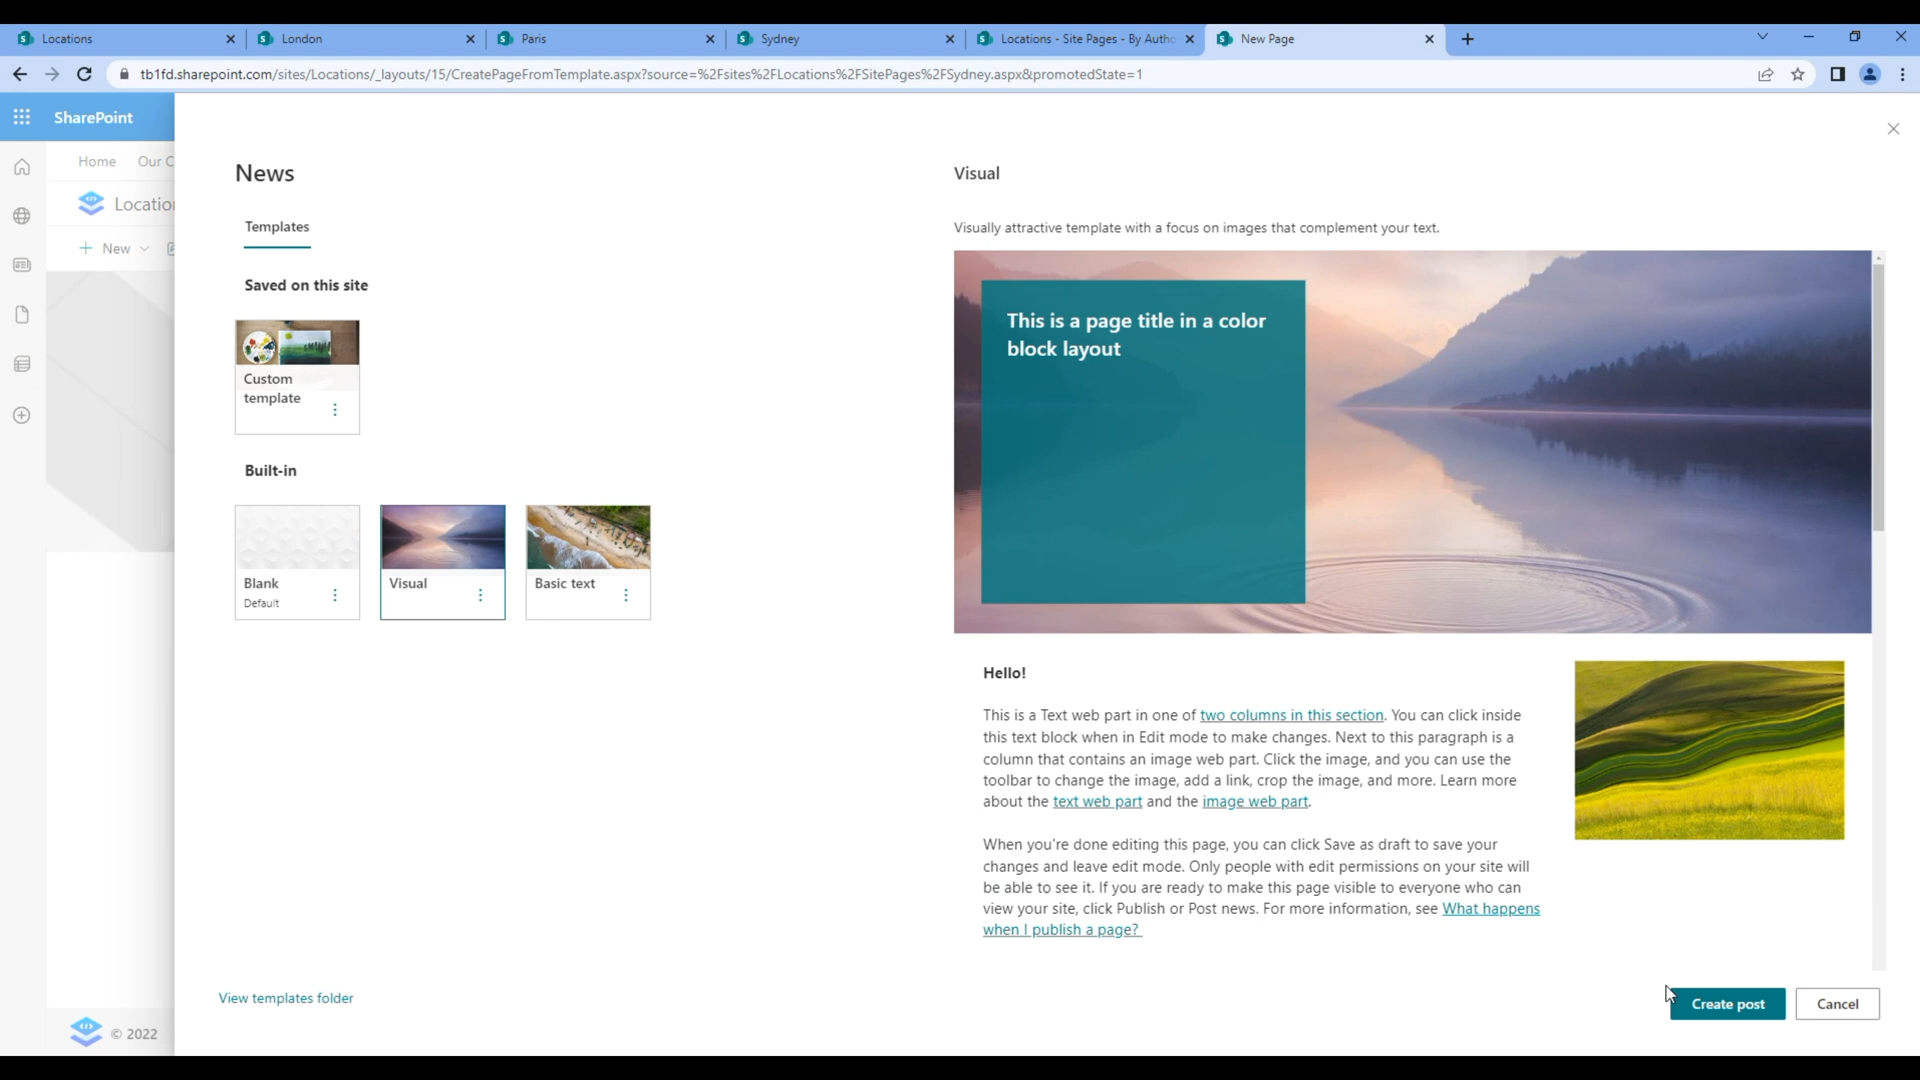 Locations
London
Paris
Sydney
Locations - Site Pages - By Autho
New Page
tb1fd.sharepoint.com/sites/Locations/_layouts/15/CreatePageFromTemplate.aspx?source=%2Fsites%2FLocations%2FSitePages%2FSydney.aspx&promotedState=1
SharePoint
Home Our C
Locatio
New
News
Templates
Saved on this site
Custom
template
Built-in
Blank
Default
Visual
Basic text
View templates folder
© 2022
Visual
Visually attractive template with a focus on images that complement your text.
This is a page title in a color
block layout
Hello!
This is a Text web part in one of two columns in this section. You can click inside
this text block when in Edit mode to make changes. Next to this paragraph is a
column that contains an image web part. Click the image, and you can use the
toolbar to change the image, add a link, crop the image, and more. Learn more
about the text web part and the image web part.
When you're done editing this page, you can click Save as draft to save your
changes and leave edit mode. Only people with edit permissions on your site will
be able to see it. If you are ready to make this page visible to everyone who can
view your site, click Publish or Post news. For more information, see What happens
when I publish a page?
Create post
Cancel